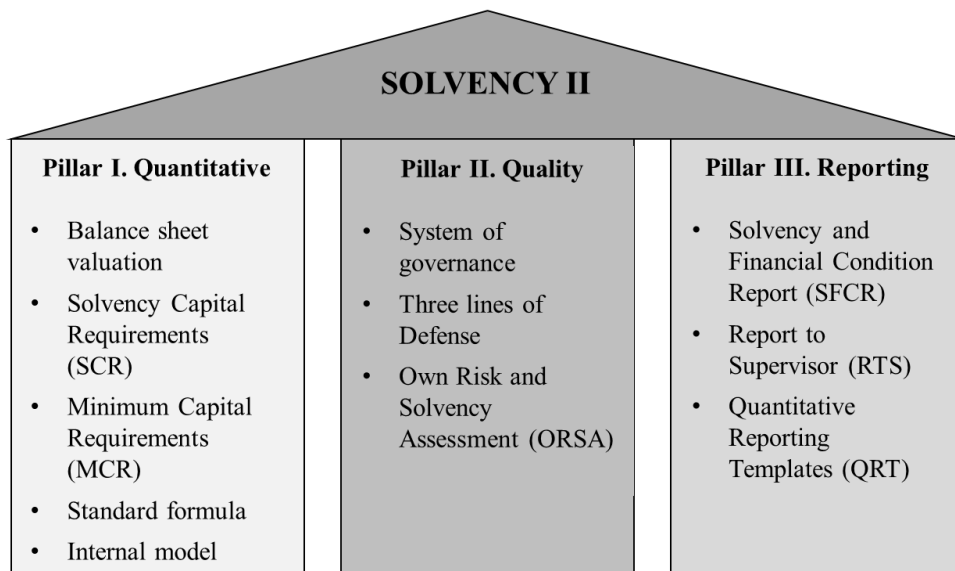 SOLVENCY II
Pillar I. Quantitative
• Balance sheet
valuation
• Solvency Capital
Requirements
(SCR)
• Minimum Capital
Requirements
(MCR)
• Standard formula
• Internal model
Pillar II. Quality
• System of
governance
• Three lines of
Defense
• Own Risk and
Solvency
Assessment (ORSA)
Pillar III. Reporting
• Solvency and
Financial Condition
Report (SFCR)
• Report to
Supervisor (RTS)
• Quantitative
Reporting
Templates (QRT)